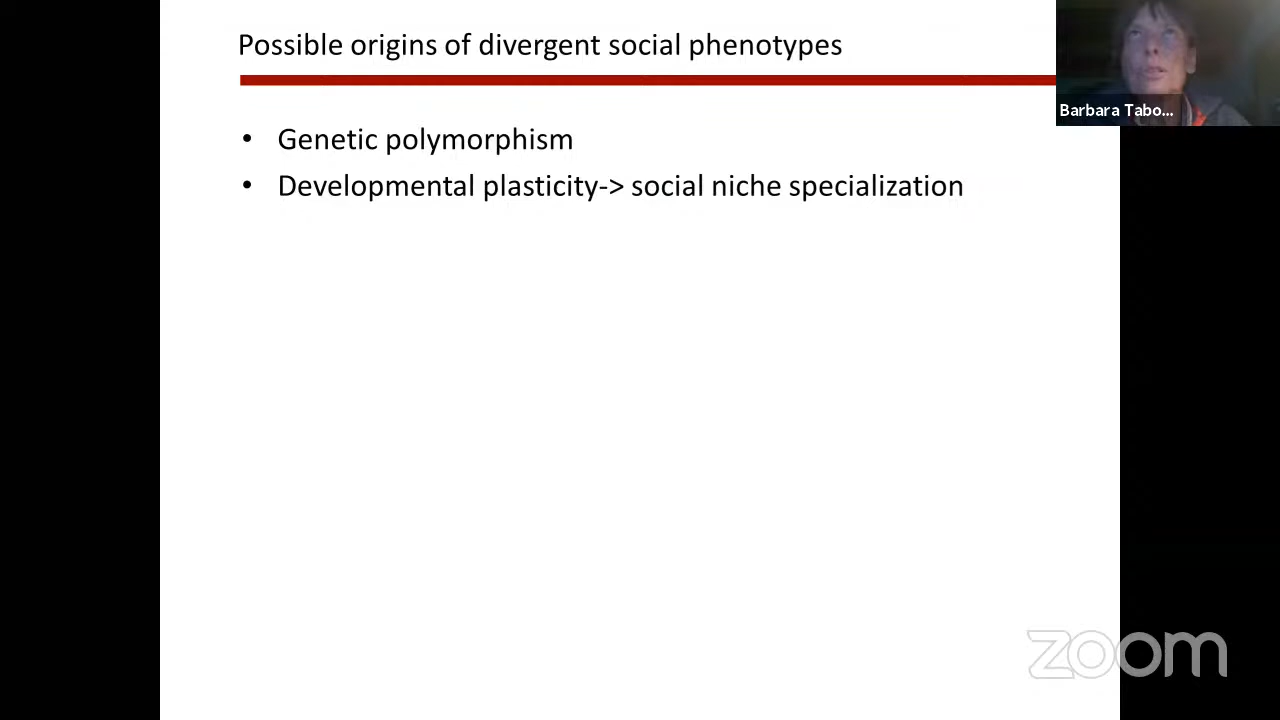 Possible origins of divergent social phenotypes
Barbara Tabo...
• Genetic polymorphism
• Developmental plasticity-> social niche specialization
zoom